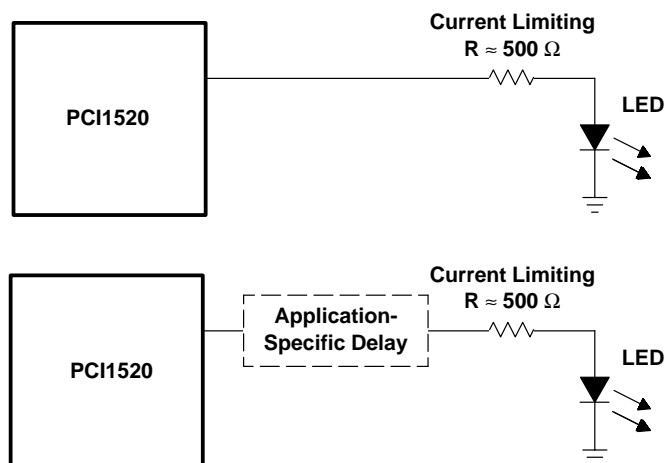 Current Limiting
R ≈ 500 Ω
LED
PCI1520
Current Limiting
R ≈ 500 Ω
Application-
Specific Delay
LED
PCI1520